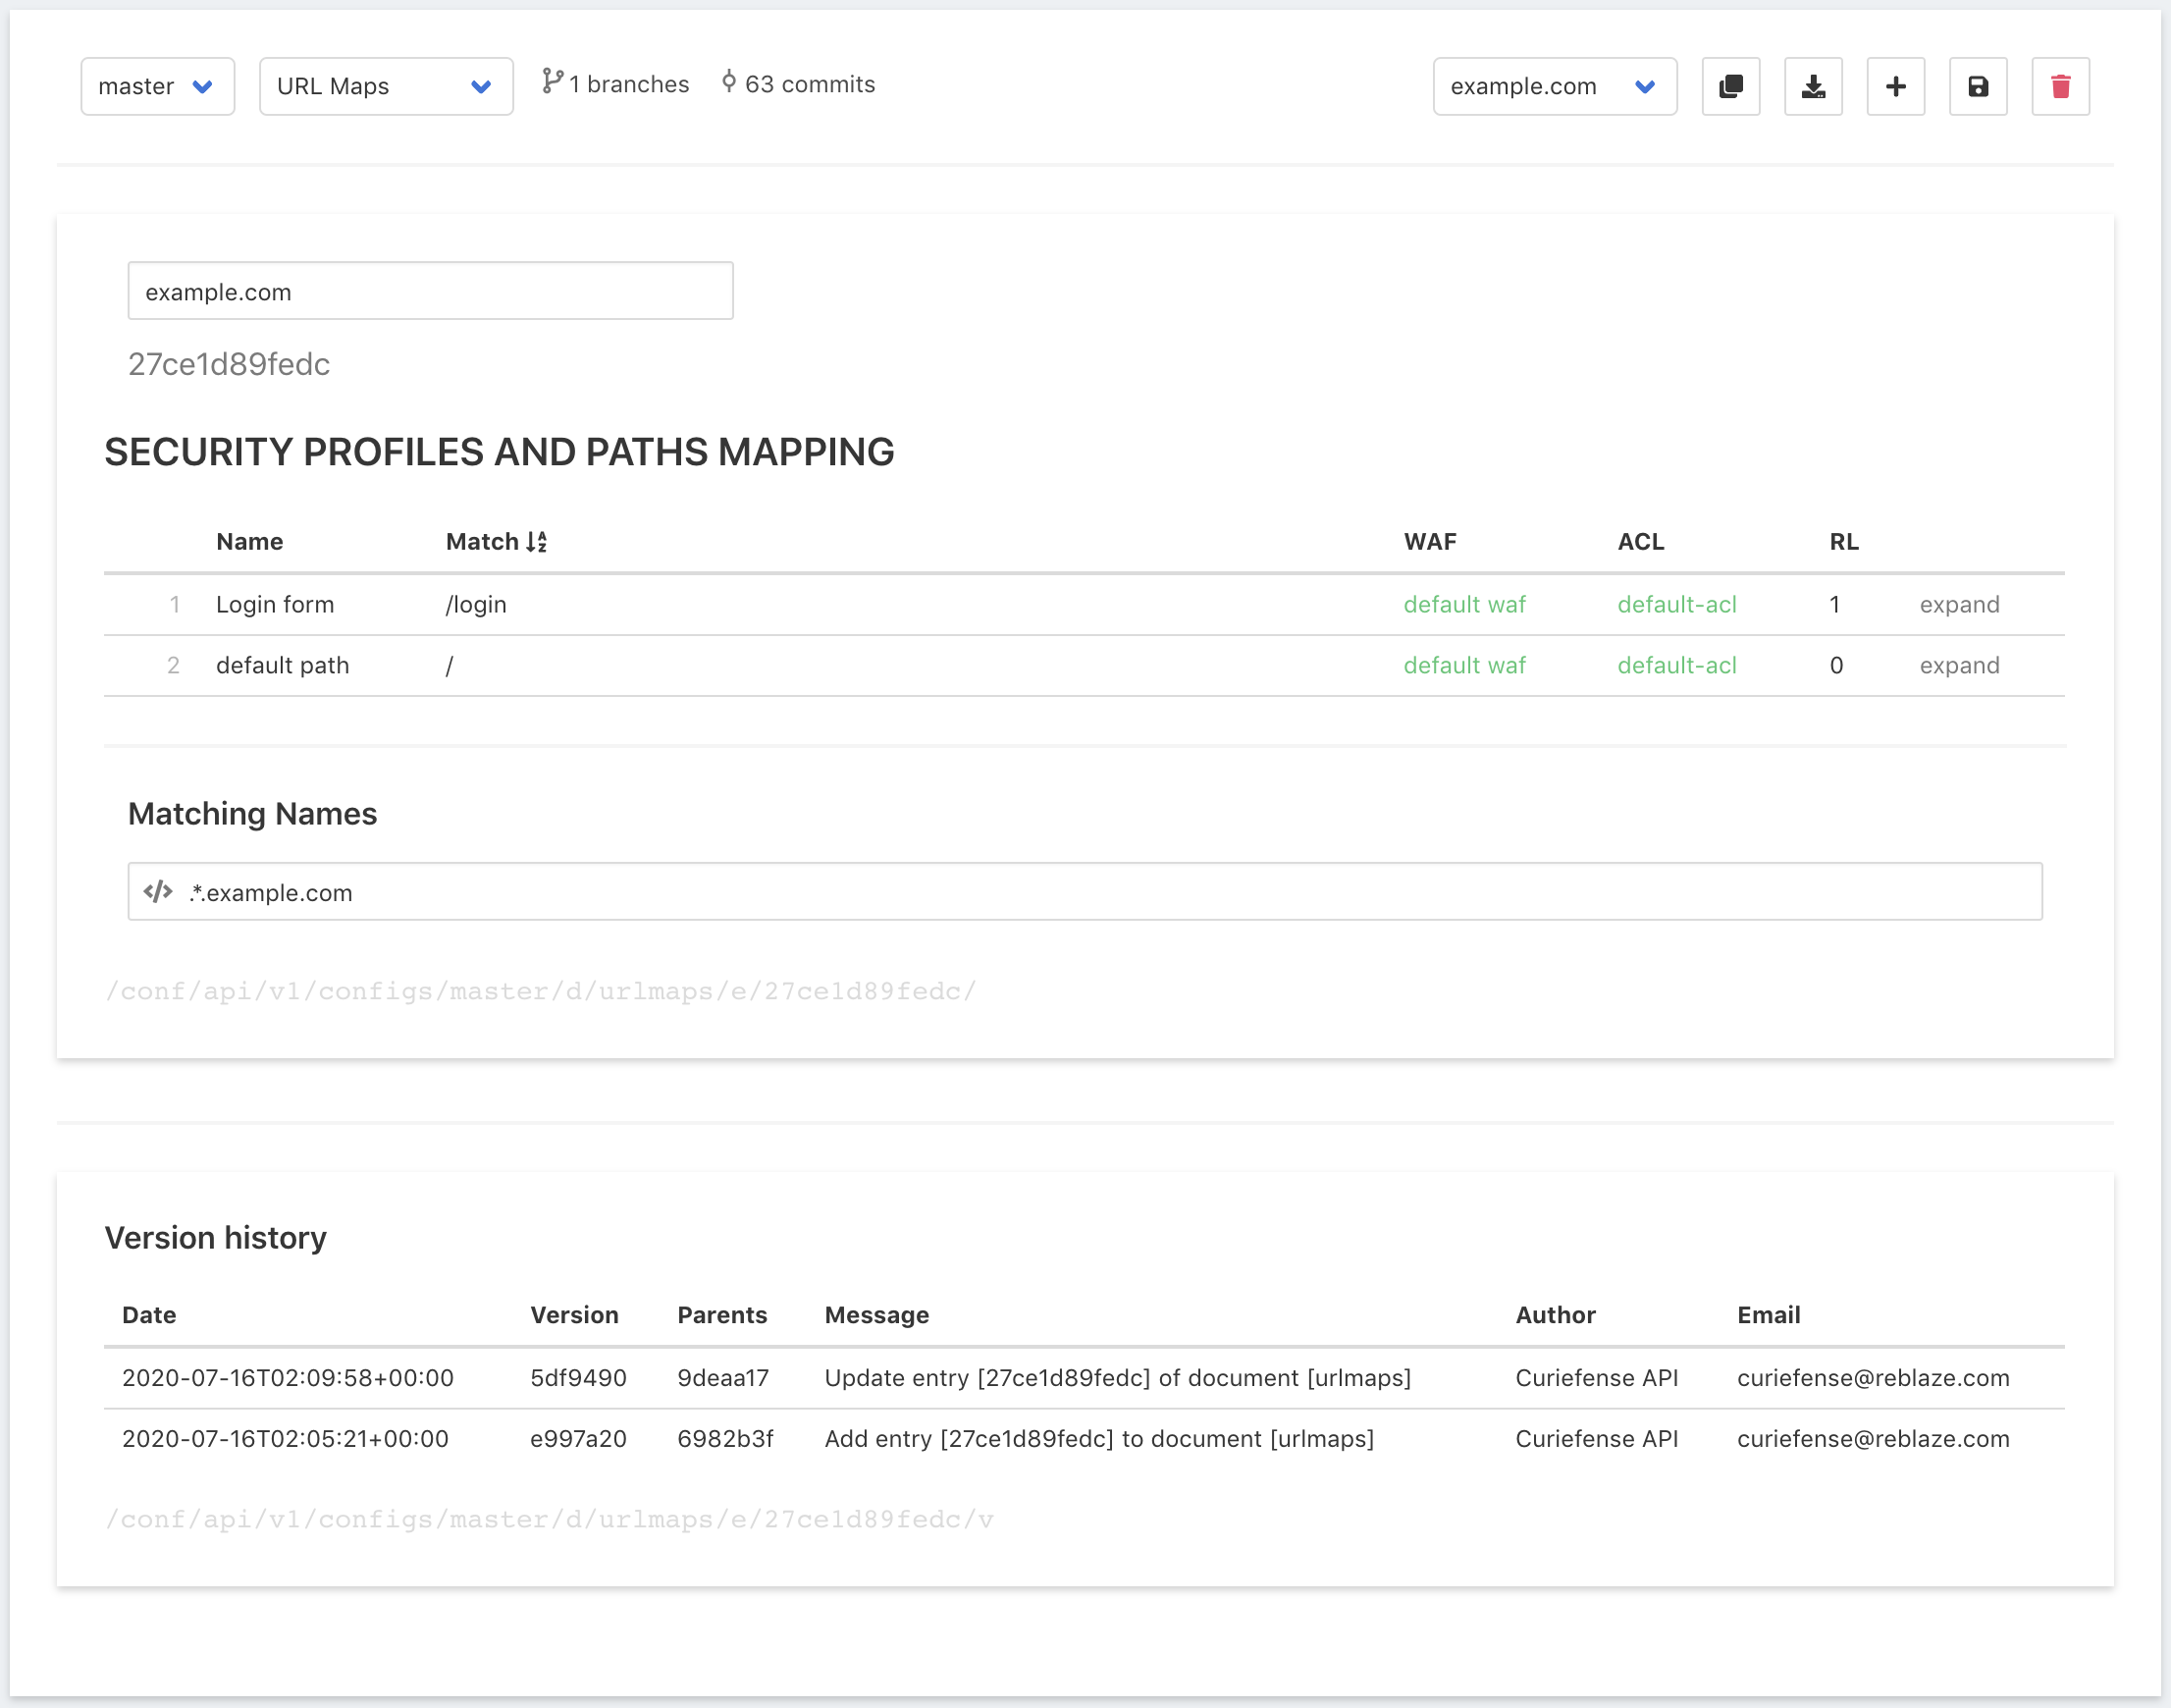 master URL Maps 1 branches 63 commits example.com
example.com
27ce1d89fedc
SECURITY PROFILES AND PATHS MAPPING
Name Match WAF ACL RL
1 Login form /login default waf default-acl 1 expand
2 default path / default waf default-acl 0 expand
Matching Names
.*.example.com
/conf/api/v1/configs/master/d/urlmaps/e/27ce1d89fedc/
Version history
Date Version Parents Message Author Email
2020-07-16T02:09:58+00:00 5df9490 9deaa17 Update entry [27ce1d89fedc] of document [urlmaps] Curiefense API curiefense@reblaze.com
2020-07-16T02:05:21+00:00 e997a20 6982b3f Add entry [27ce1d89fedc] to document [urlmaps] Curiefense API curiefense@reblaze.com
/conf/api/v1/configs/master/d/urlmaps/e/27ce1d89fedc/v